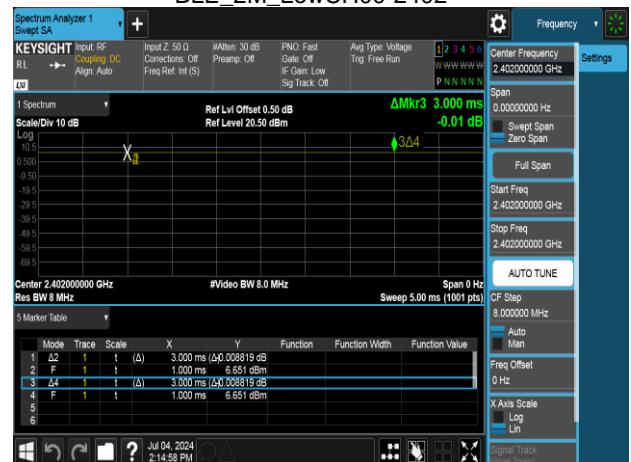 Spectrum Analyzer 1
Swept SA
Frequency
KEYSIGHT
RL
LXI
Input: RF
Coupling: DC
Align: Auto
Input Z: 50 Ω
Corrections: Off
Freq Ref: Int (S)
#Atten: 30 dB
Preamp: Off
PNO: Fast
Gate: Off
IF Gain: Low
Sig Track: Off
Avg Type: Voltage
Trig: Free Run
1 2 3 4 5 6
W W W W W W
P N N N N N
Center Frequency
2.402000000 GHz
Settings
Span
0.00000000 Hz
Swept Span
Zero Span
Full Span
Start Freq
2.402000000 GHz
Stop Freq
2.402000000 GHz
AUTO TUNE
CF Step
8.000000 MHz
Auto
Man
Freq Offset
0 Hz
X Axis Scale
Log
Lin
Signal Track
1 Spectrum
Scale/Div 10 dB
Ref Lvl Offset 0.50 dB
Ref Level 20.50 dBm
ΔMkr3 3.000 ms
-0.01 dB
Log
10.5
0.500
-9.50
-19.5
-29.5
-39.5
-49.5
-59.5
-69.5
3Δ4
Center 2.402000000 GHz
#Video BW 8.0 MHz
Span 0 Hz
Res BW 8 MHz
Sweep 5.00 ms (1001 pts)
5 Marker Table
Mode Trace Scale X Y Function Function Width Function Value
1 Δ2 1 t (Δ) 3.000 ms (Δ) -0.008819 dB
2 F 1 t 1.000 ms 6.651 dBm
3 Δ4 1 t (Δ) 3.000 ms (Δ) -0.008819 dB
4 F 1 t 1.000 ms 6.651 dBm
5
6
?
Jul 04, 2024
2:14:58 PM